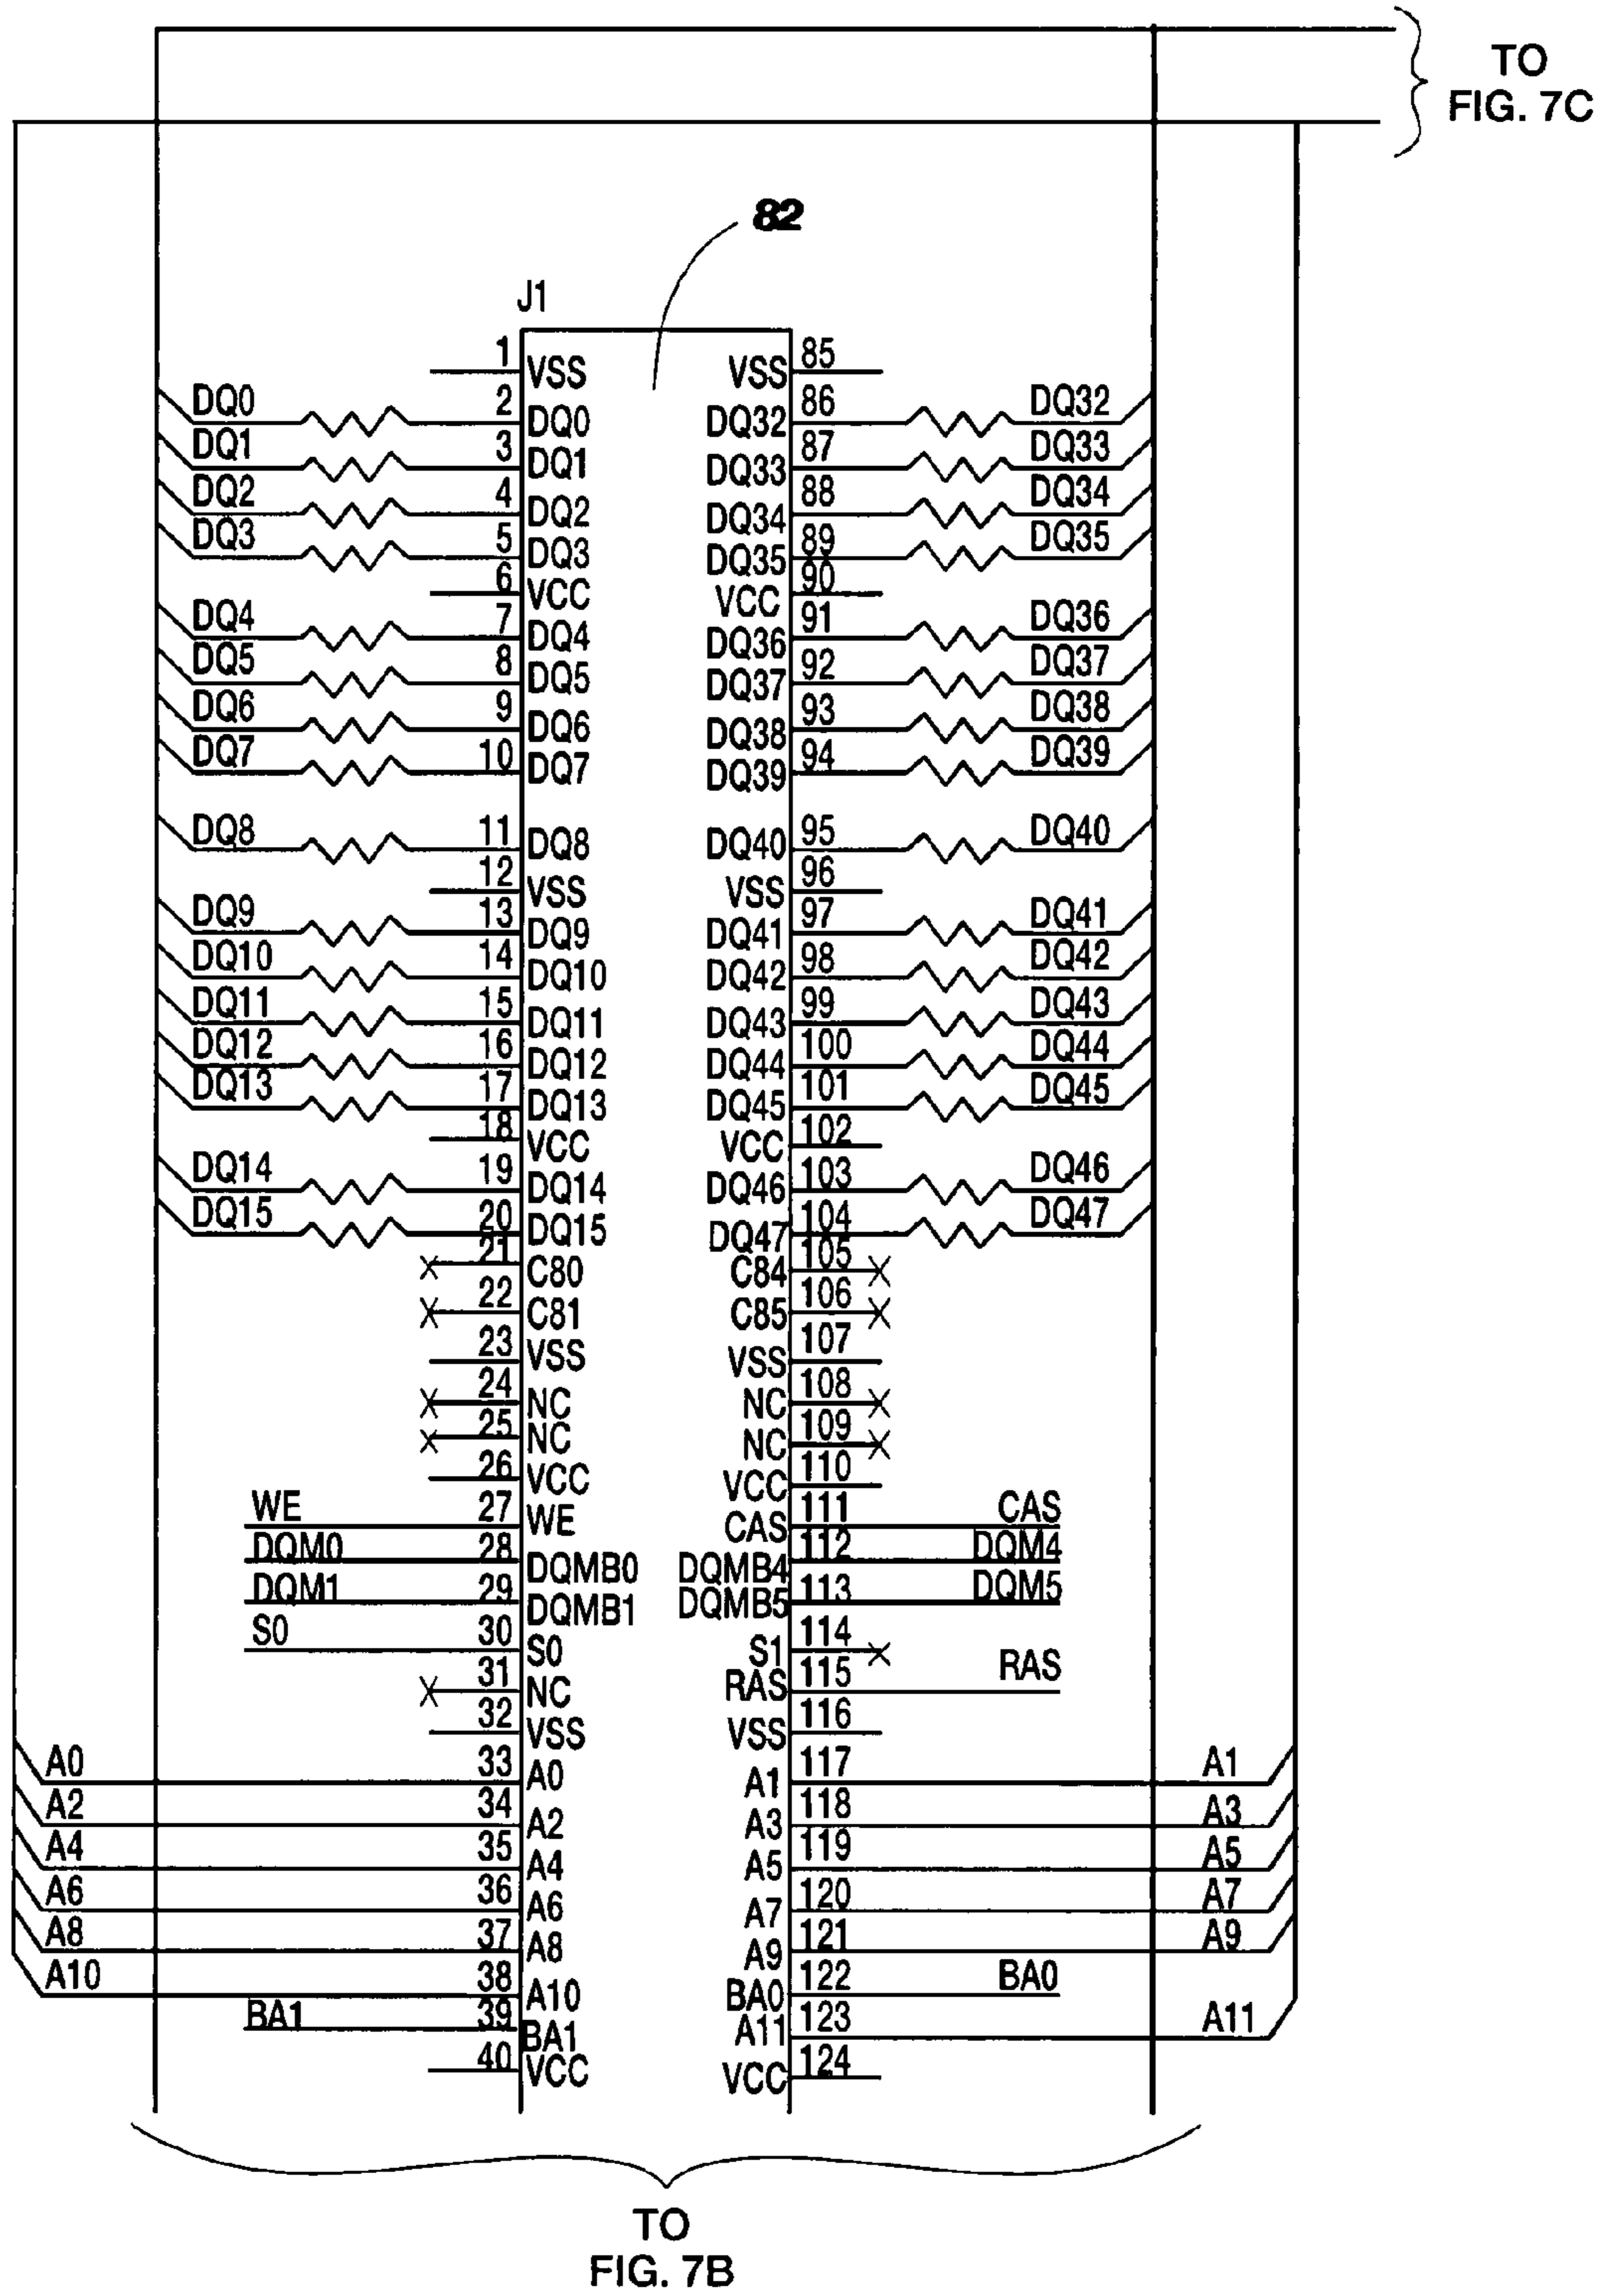 TO
FIG. 7C
82
J1
1 VSS VSS 85
DQ0 2 DQ0 DQ32 86 DQ32
DQ1 3 DQ1 DQ33 87 DQ33
DQ2 4 DQ2 DQ34 88 DQ34
DQ3 5 DQ3 DQ35 89 DQ35
6 VCC VCC 90
DQ4 7 DQ4 DQ36 91 DQ36
DQ5 8 DQ5 DQ37 92 DQ37
DQ6 9 DQ6 DQ38 93 DQ38
DQ7 10 DQ7 DQ39 94 DQ39
DQ8 11 DQ8 DQ40 95 DQ40
12 VSS VSS 96
DQ9 13 DQ9 DQ41 97 DQ41
DQ10 14 DQ10 DQ42 98 DQ42
DQ11 15 DQ11 DQ43 99 DQ43
DQ12 16 DQ12 DQ44 100 DQ44
DQ13 17 DQ13 DQ45 101 DQ45
18 VCC VCC 102
DQ14 19 DQ14 DQ46 103 DQ46
DQ15 20 DQ15 DQ47 104 DQ47
21 C80 C84 105
22 C81 C85 106
23 VSS VSS 107
24 NC NC 108
25 NC NC 109
26 VCC VCC 110
WE 27 WE CAS 111 CAS
DQM0 28 DQMB0 DQMB4 112 DQM4
DQM1 29 DQMB1 DQMB5 113 DQM5
S0 30 S0 S1 114
31 NC RAS 115 RAS
32 VSS VSS 116
A0 33 A0 A1 117 A1
A2 34 A2 A3 118 A3
A4 35 A4 A5 119 A5
A6 36 A6 A7 120 A7
A8 37 A8 A9 121 A9
A10 38 A10 BA0 122 BA0
BA1 39 BA1 A11 123 A11
40 VCC VCC 124
TO
FIG. 7B